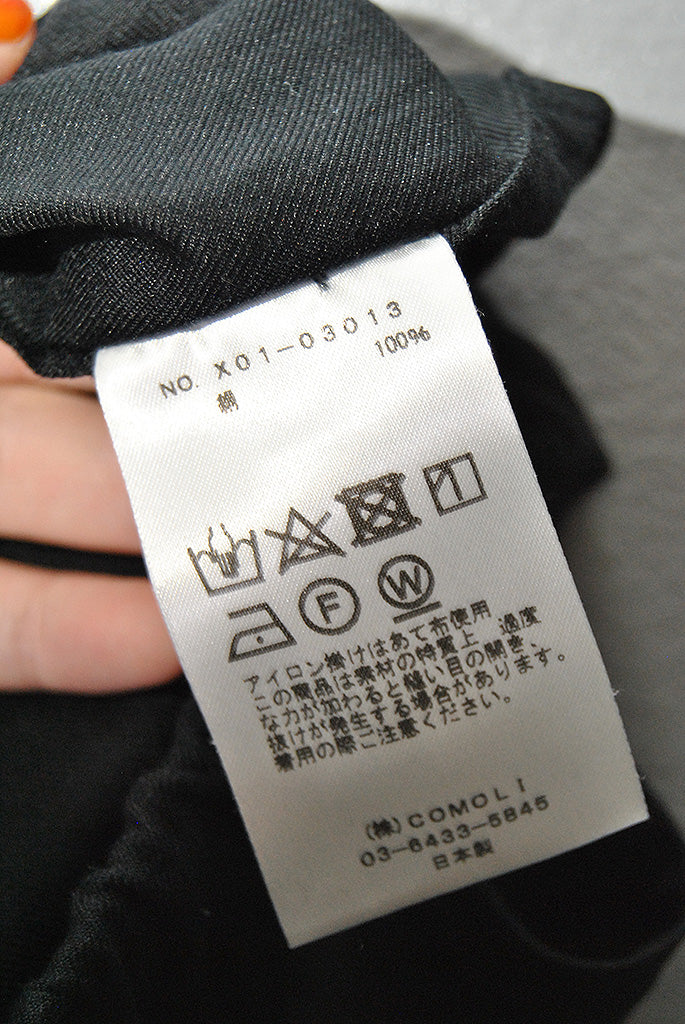 NO. X01-03013
100%
F
W
アイロン掛けはあて布使用
この商品は素材の特質上、過度
な力が加わると縫い目の開き、
抜けが発生する場合があります。
着用の際ご注意ください。
(株)COMOLI
03-6433-5845
日本製